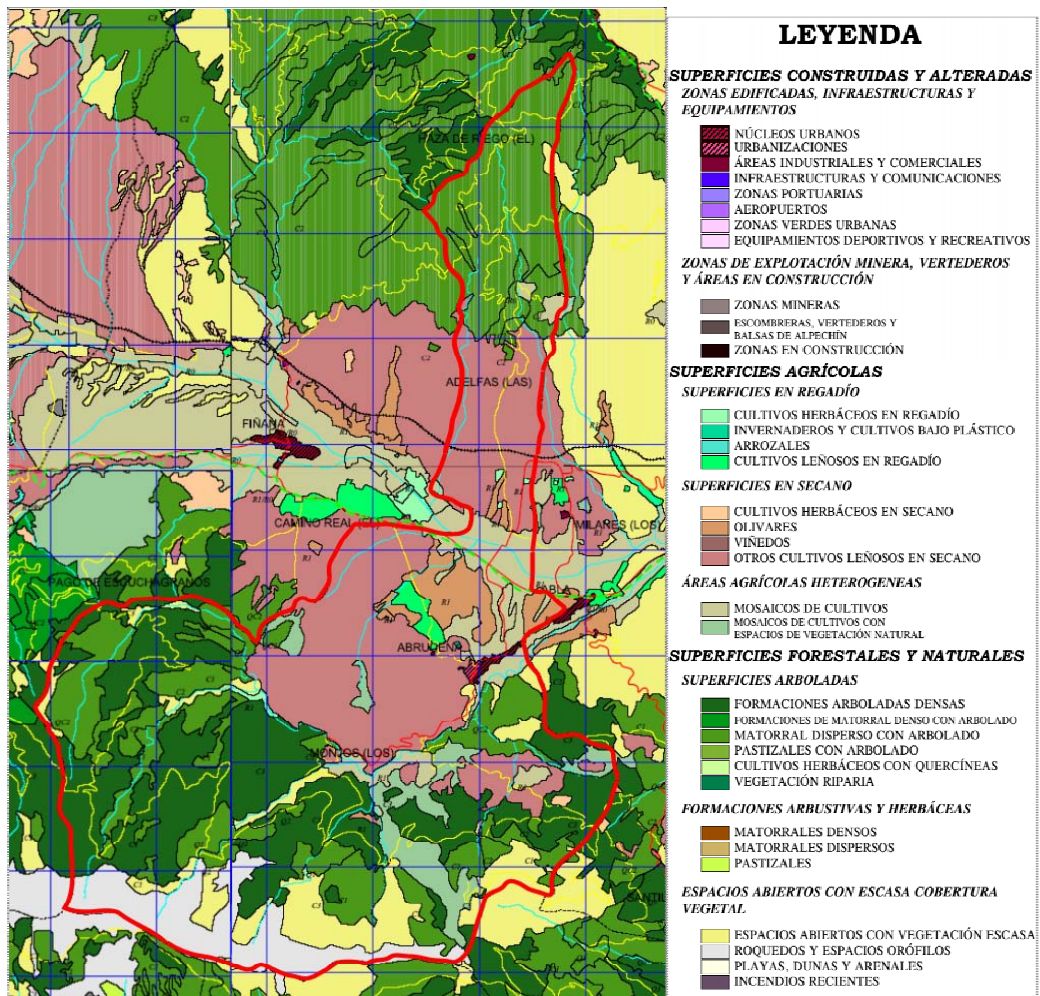 RAZA DE RIEGO (EL)
ADELFAS (LAS)
FIÑANA
CAMINO REAL (EL)
MILANES (LOS)
PAGO DE ESCUCHAGRANOS
ABLA
ABRUCENA
MONJOS (LOS)
LEYENDA
SUPERFICIES CONSTRUIDAS Y ALTERADAS
ZONAS EDIFICADAS, INFRAESTRUCTURAS Y
EQUIPAMIENTOS
NÚCLEOS URBANOS
URBANIZACIONES
ÁREAS INDUSTRIALES Y COMERCIALES
INFRAESTRUCTURAS Y COMUNICACIONES
ZONAS PORTUARIAS
AEROPUERTOS
ZONAS VERDES URBANAS
EQUIPAMIENTOS DEPORTIVOS Y RECREATIVOS
ZONAS DE EXPLOTACIÓN MINERA, VERTEDEROS
Y ÁREAS EN CONSTRUCCIÓN
ZONAS MINERAS
ESCOMBRERAS, VERTEDEROS Y
BALSAS DE ALPECHÍN
ZONAS EN CONSTRUCCIÓN
SUPERFICIES AGRÍCOLAS
SUPERFICIES EN REGADÍO
CULTIVOS HERBÁCEOS EN REGADÍO
INVERNADEROS Y CULTIVOS BAJO PLÁSTICO
ARROZALES
CULTIVOS LEÑOSOS EN REGADÍO
SUPERFICIES EN SECANO
CULTIVOS HERBÁCEOS EN SECANO
OLIVARES
VIÑEDOS
OTROS CULTIVOS LEÑOSOS EN SECANO
ÁREAS AGRÍCOLAS HETEROGENEAS
MOSAICOS DE CULTIVOS
MOSAICOS DE CULTIVOS CON
ESPACIOS DE VEGETACIÓN NATURAL
SUPERFICIES FORESTALES Y NATURALES
SUPERFICIES ARBOLADAS
FORMACIONES ARBOLADAS DENSAS
FORMACIONES DE MATORRAL DENSO CON ARBOLADO
MATORRAL DISPERSO CON ARBOLADO
PASTIZALES CON ARBOLADO
CULTIVOS HERBÁCEOS CON QUERCÍNEAS
VEGETACIÓN RIPARIA
FORMACIONES ARBUSTIVAS Y HERBÁCEAS
MATORRALES DENSOS
MATORRALES DISPERSOS
PASTIZALES
ESPACIOS ABIERTOS CON ESCASA COBERTURA
VEGETAL
ESPACIOS ABIERTOS CON VEGETACIÓN ESCASA
ROQUEDOS Y ESPACIOS ORÓFILOS
PLAYAS, DUNAS Y ARENALES
INCENDIOS RECIENTES